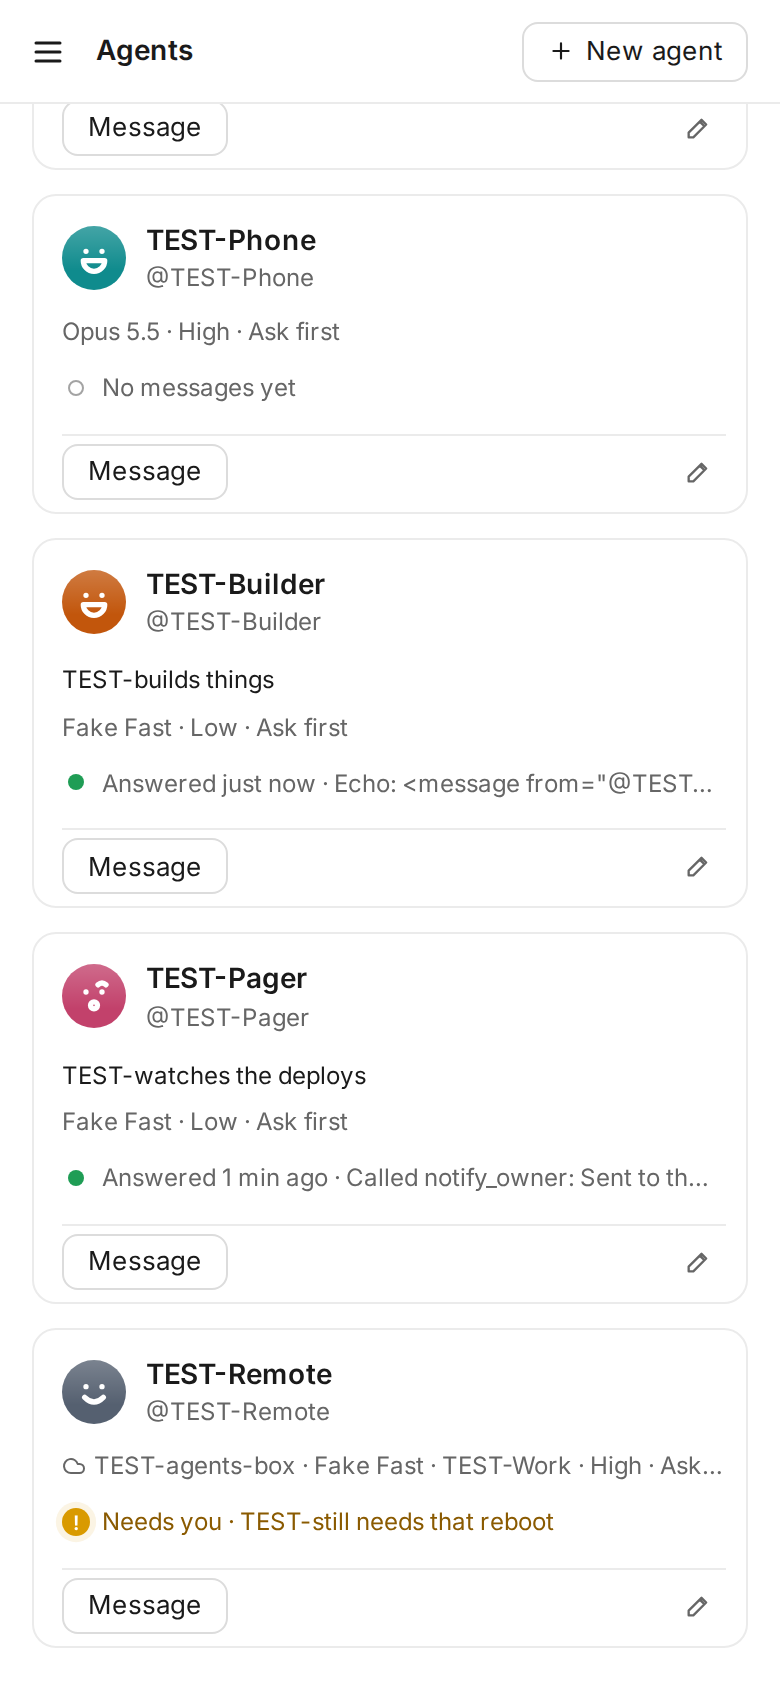 Agents
+ New agent
Message
TEST-Phone
@TEST-Phone
Opus 5.5 · High · Ask first
No messages yet
Message
TEST-Builder
@TEST-Builder
TEST-builds things
Fake Fast · Low · Ask first
Answered just now · Echo: <message from="@TEST...
Message
TEST-Pager
@TEST-Pager
TEST-watches the deploys
Fake Fast · Low · Ask first
Answered 1 min ago · Called notify_owner: Sent to th...
Message
TEST-Remote
@TEST-Remote
TEST-agents-box · Fake Fast · TEST-Work · High · Ask...
Needs you · TEST-still needs that reboot
Message